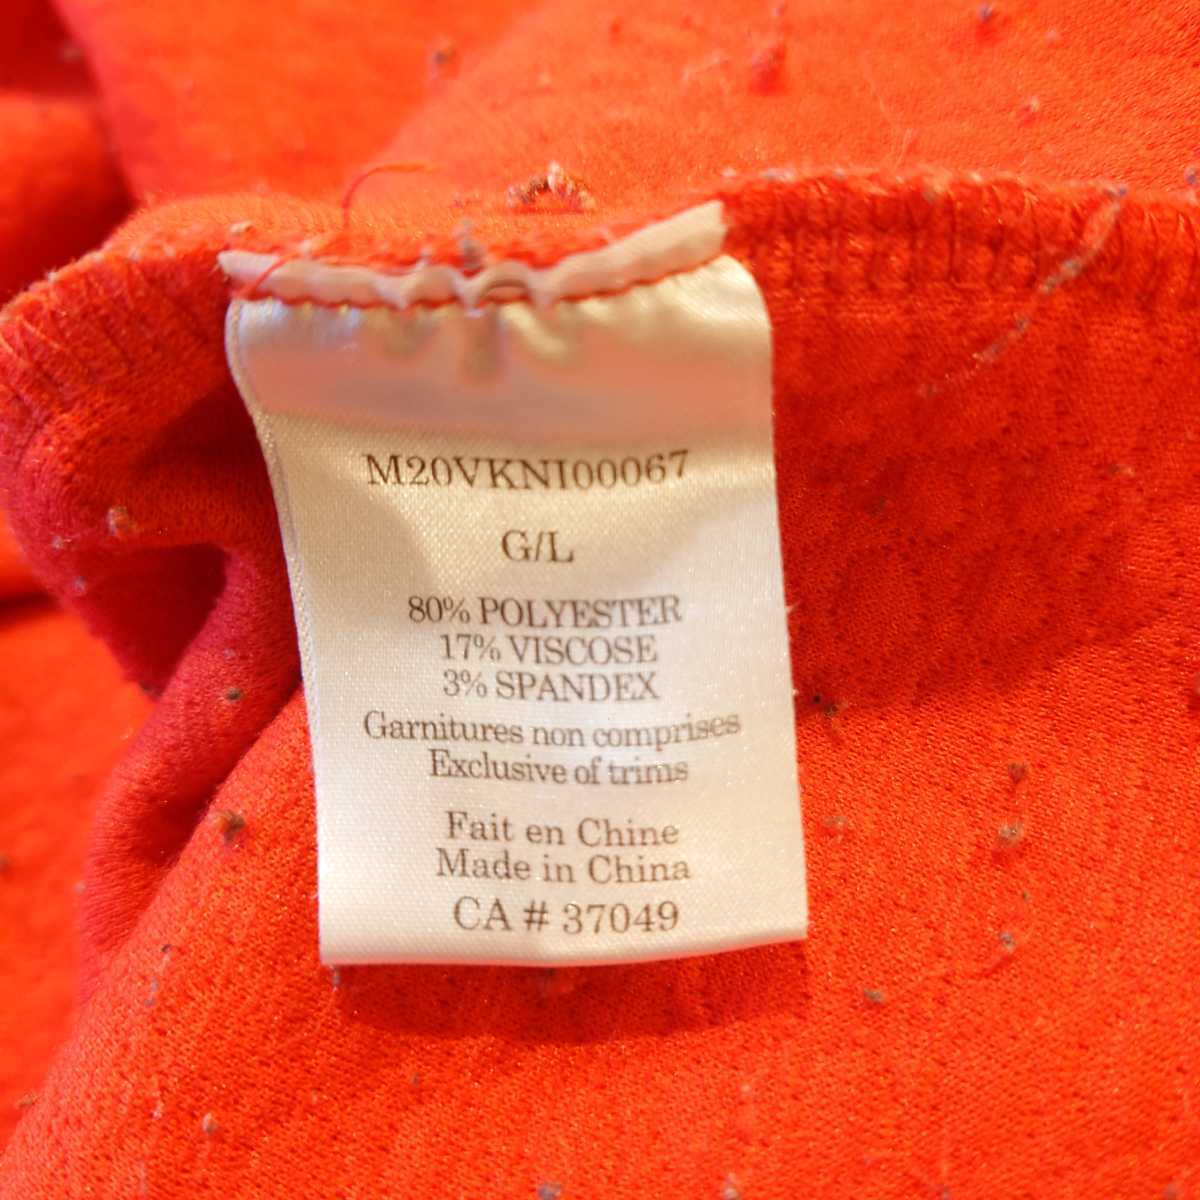 M20VKNI00067
G/L
80% POLYESTER
17% VISCOSE
3% SPANDEX
Garnitures non comprises
Exclusive of trims
Fait en Chine
Made in China
CA # 37049